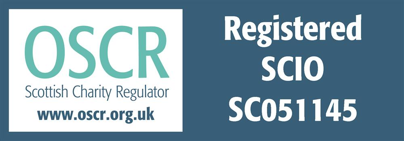 OSCR
Scottish Charity Regulator
www.oscr.org.uk
Registered
SCIO
SC051145